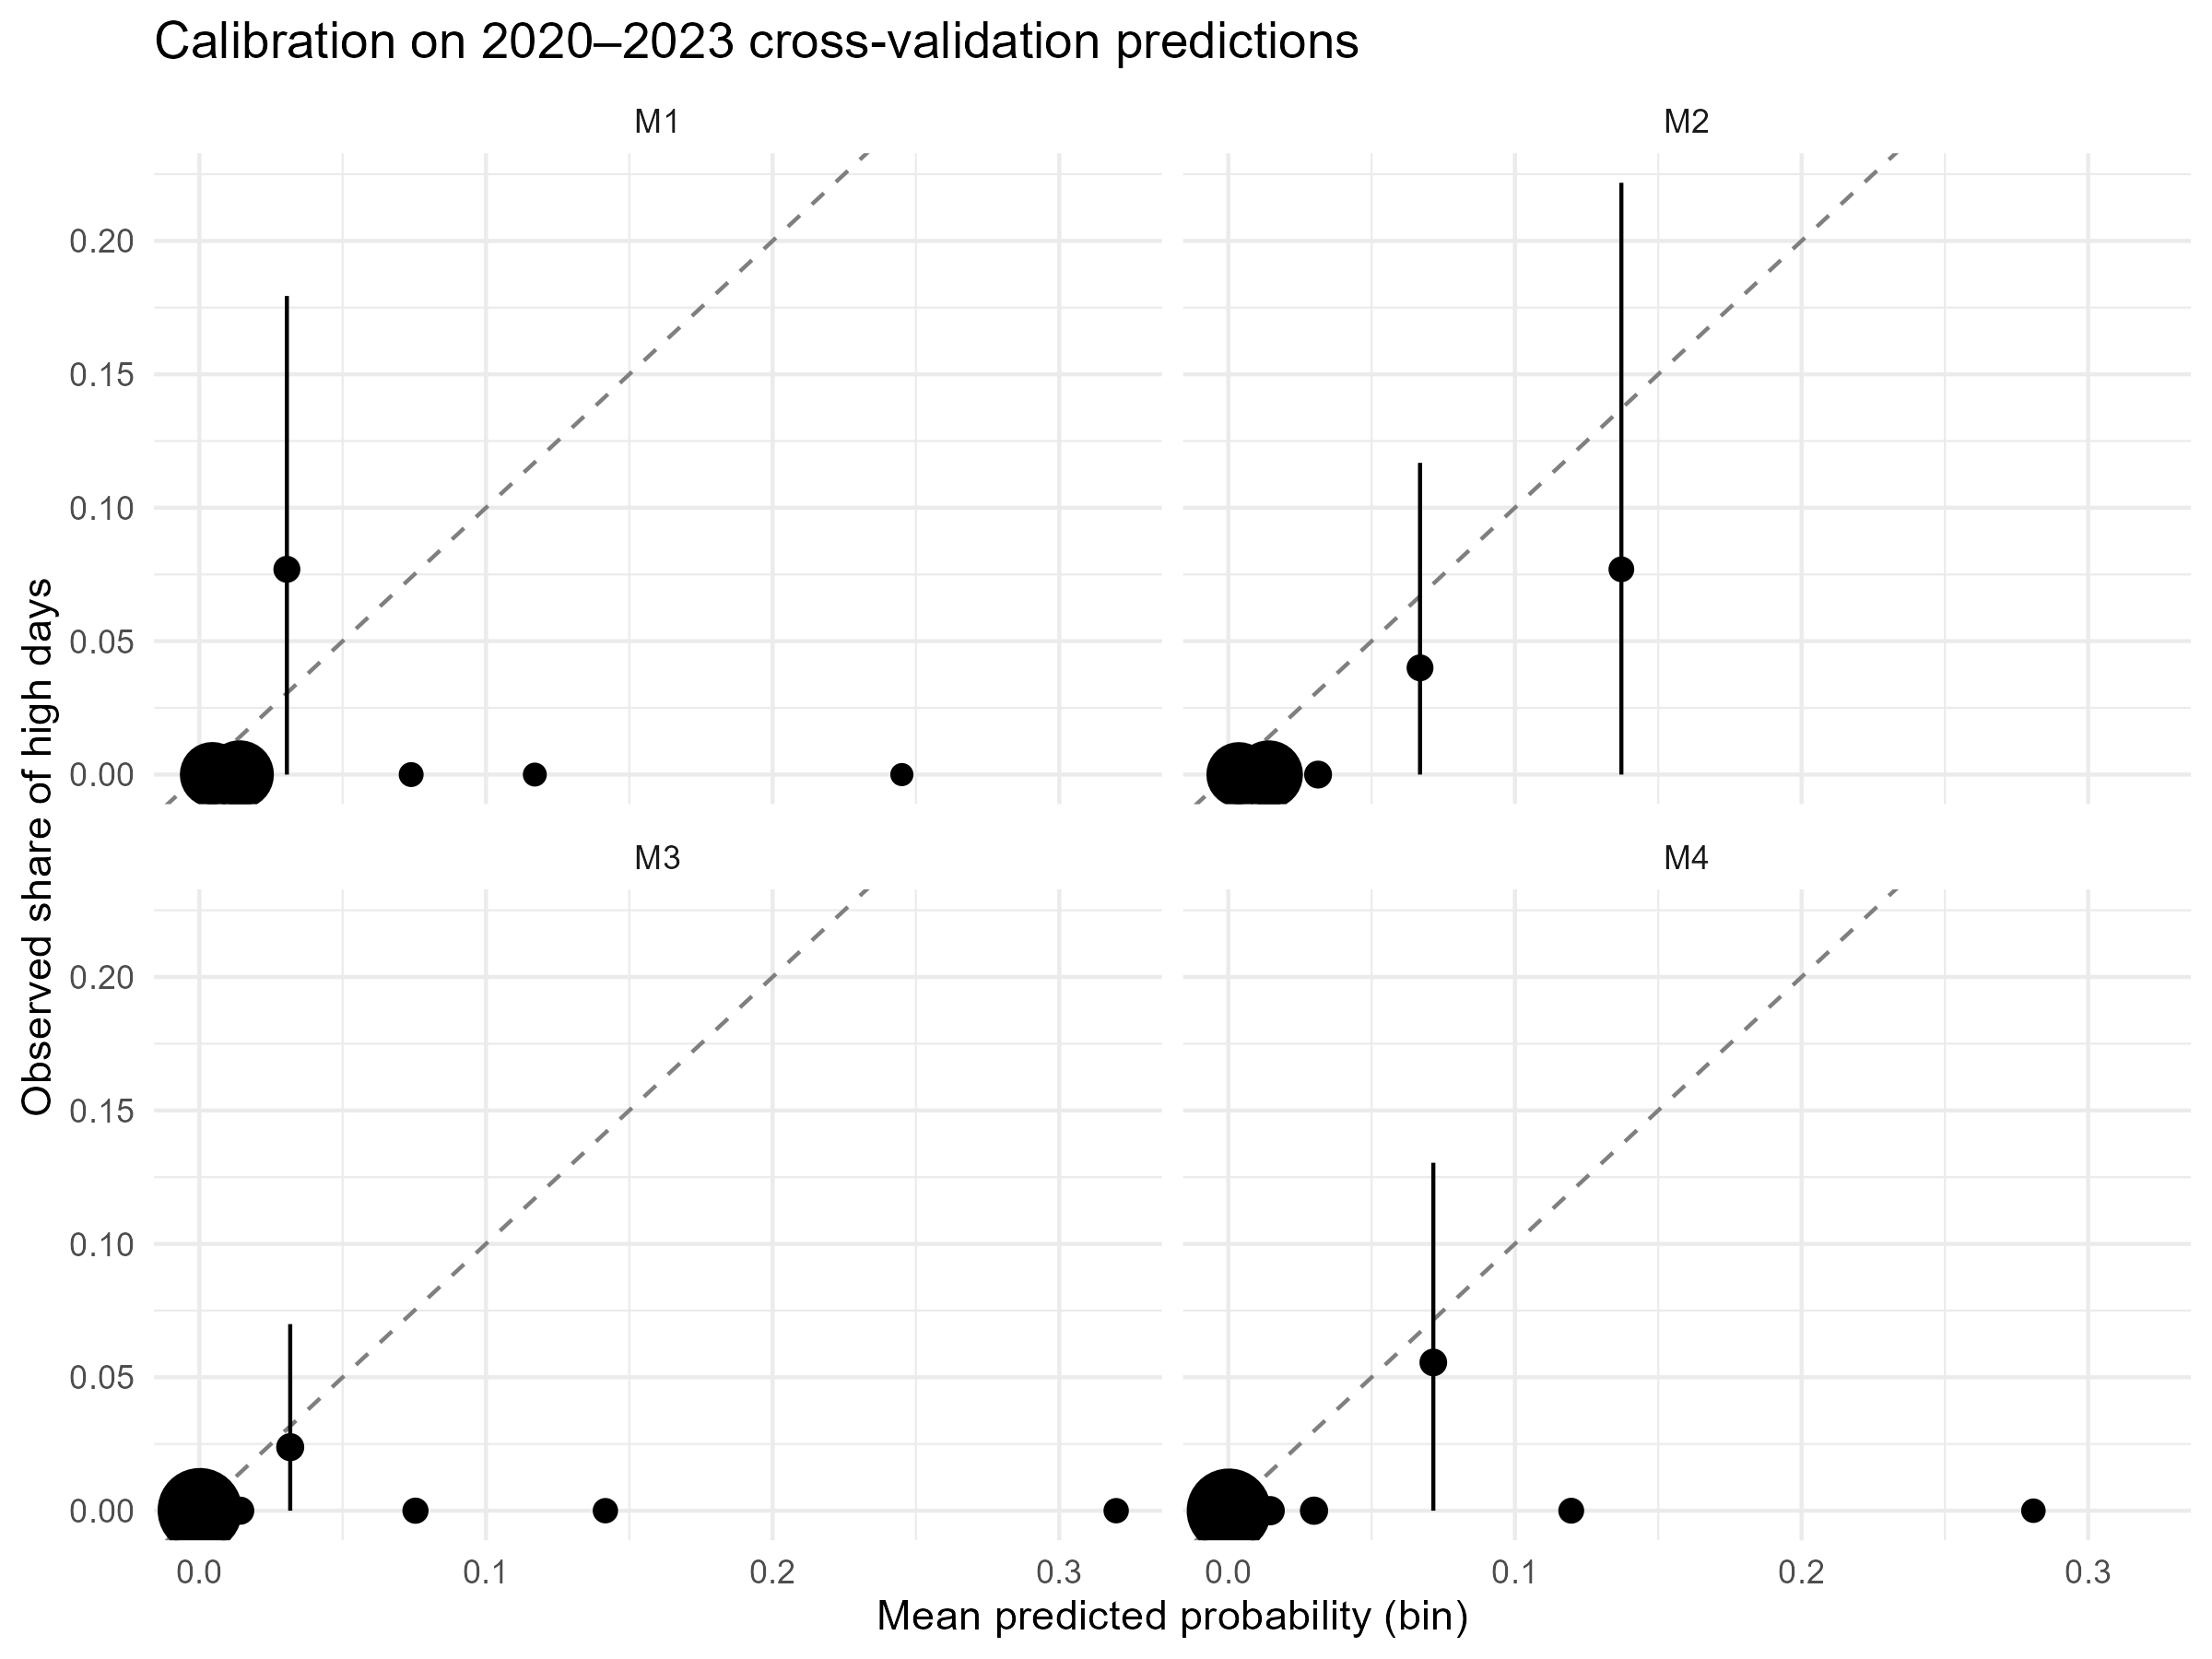 Calibration on 2020–2023 cross-validation predictions
M1
M2
0.20
0.15
0.10
0.05
0.00
M3
M4
0.20
0.15
0.10
0.05
0.00
Observed share of high days
0.0 0.1 0.2 0.3 0.0 0.1 0.2 0.3
Mean predicted probability (bin)